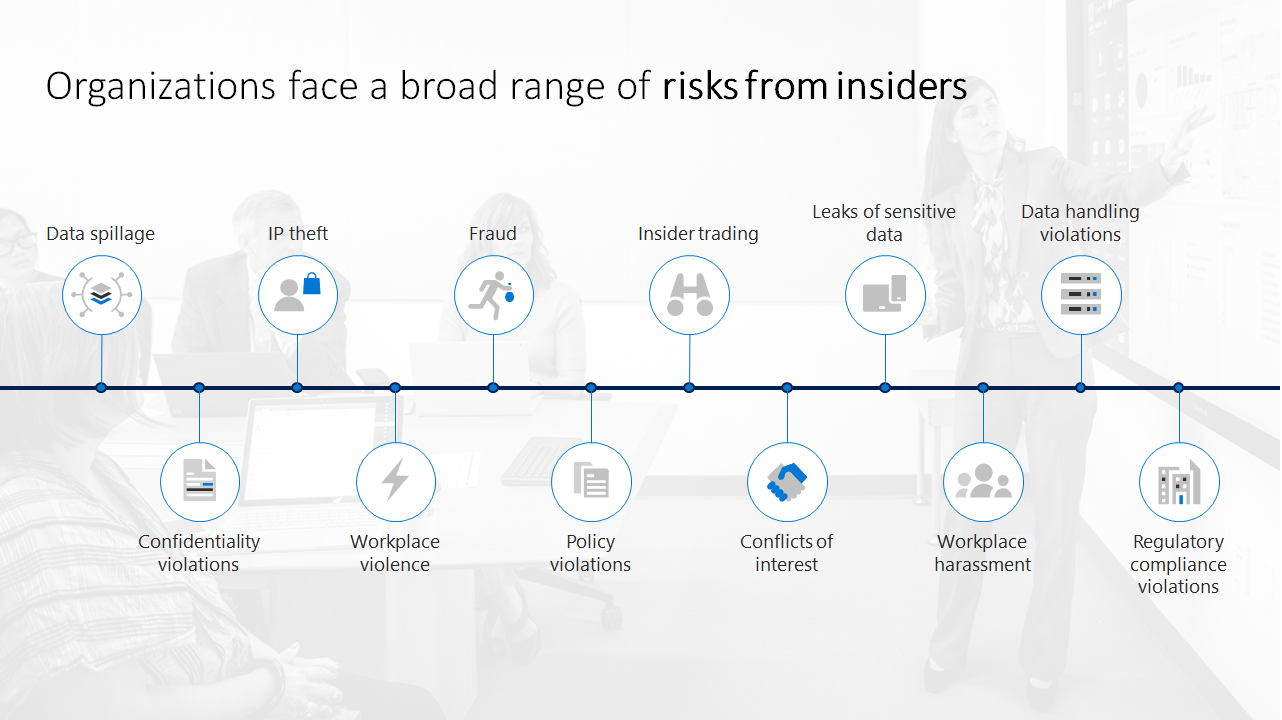 Organizations face a broad range of risks from insiders
Data spillage
IP theft
Fraud
Insider trading
Leaks of sensitive
data
Data handling
violations
Confidentiality
violations
Workplace
violence
Policy
violations
Conflicts of
interest
Workplace
harassment
Regulatory
compliance
violations